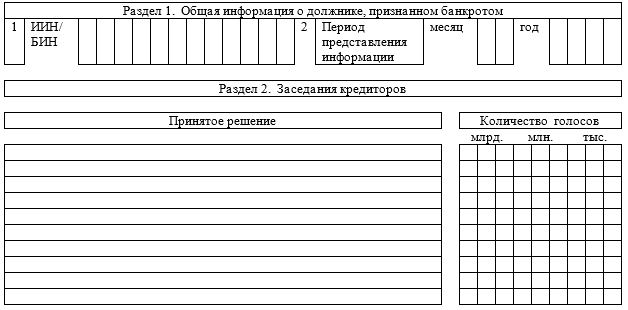 Раздел 1. Общая информация о должнике, признанном банкротом
1 ИИН/ БИН 2 Период представления информации месяц год
Раздел 2. Заседания кредиторов
Принятое решение Количество голосов
млрд. млн. тыс.